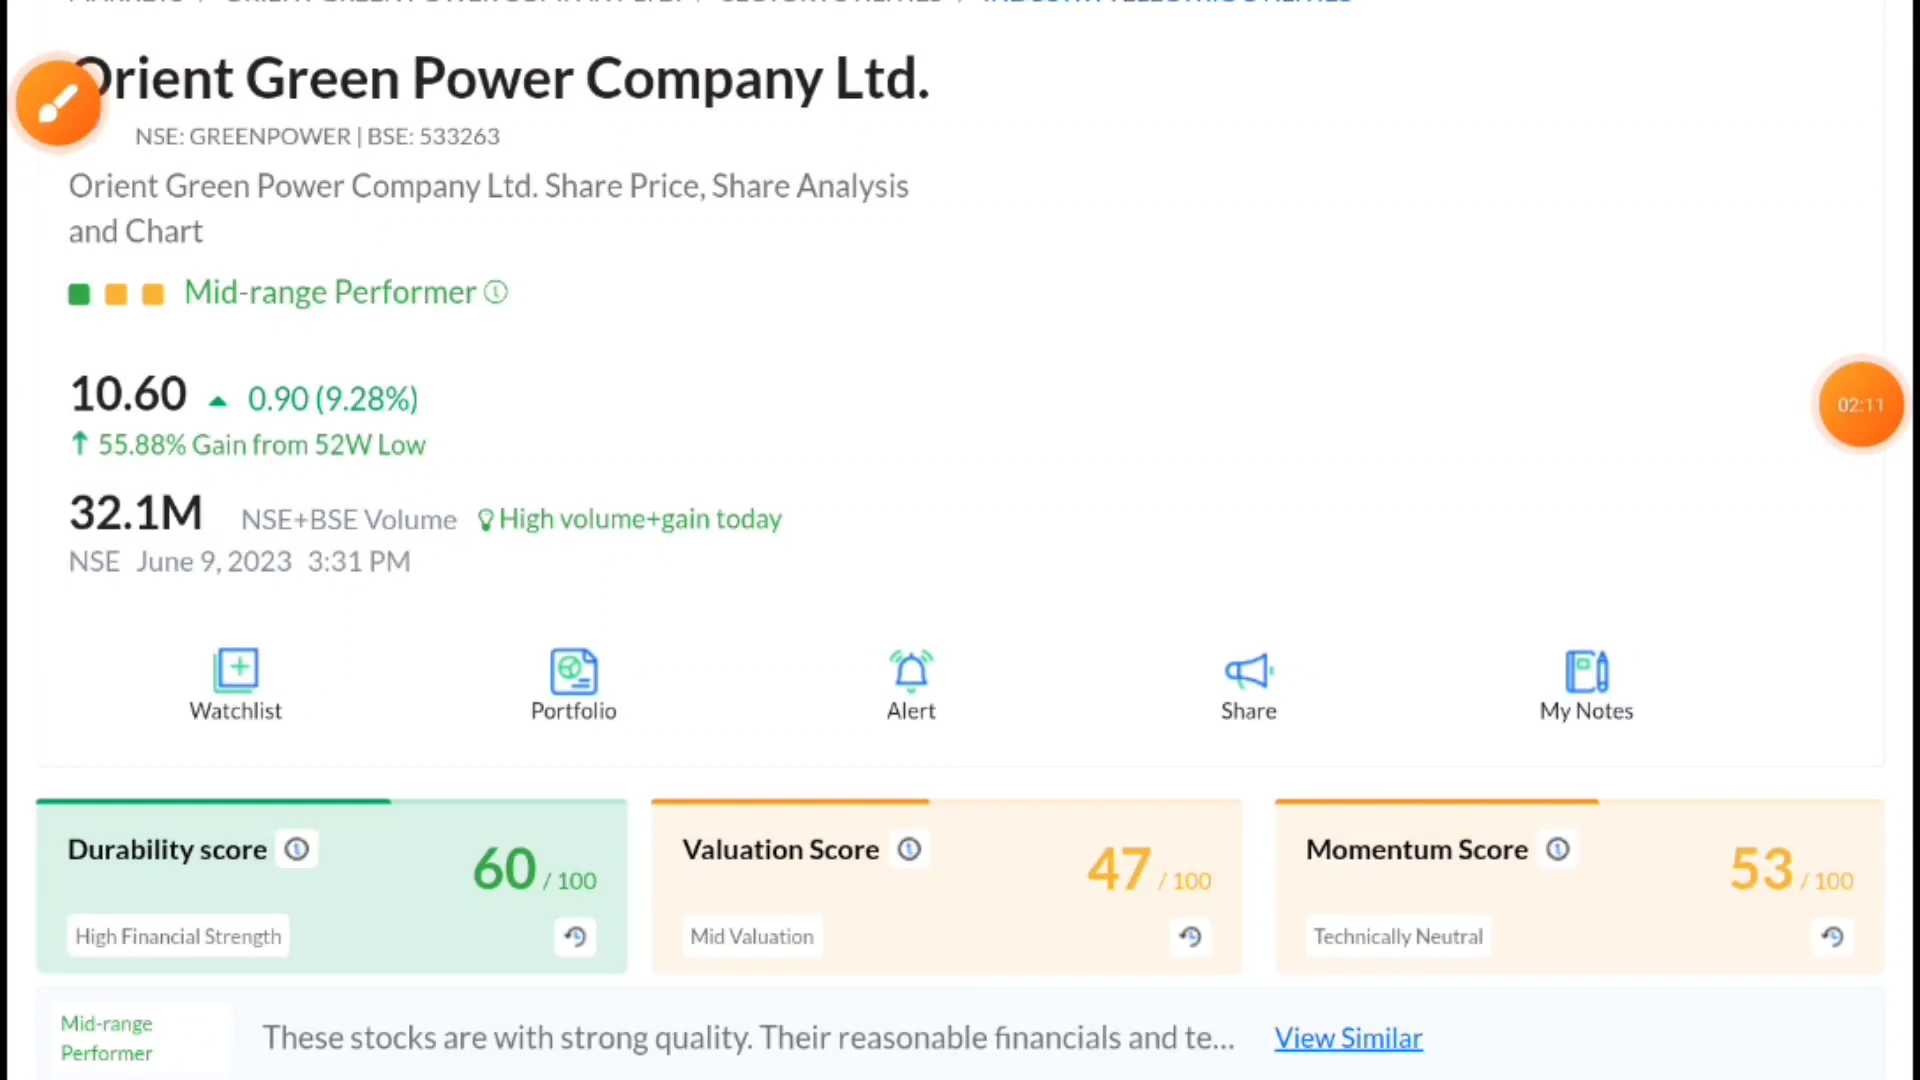 Orient Green Power Company Ltd.
NSE: GREENPOWER | BSE: 533263
Orient Green Power Company Ltd. Share Price, Share Analysis
and Chart
Mid-range Performer
10.60 0.90 (9.28%)
55.88% Gain from 52W Low
32.1M NSE+BSE Volume High volume+gain today
NSE June 9, 2023 3:31 PM
02:11
Watchlist Portfolio Alert Share My Notes
Durability score 60 / 100
High Financial Strength
Valuation Score 47 / 100
Mid Valuation
Momentum Score 53 / 100
Technically Neutral
Mid-range
Performer
These stocks are with strong quality. Their reasonable financials and te... View Similar